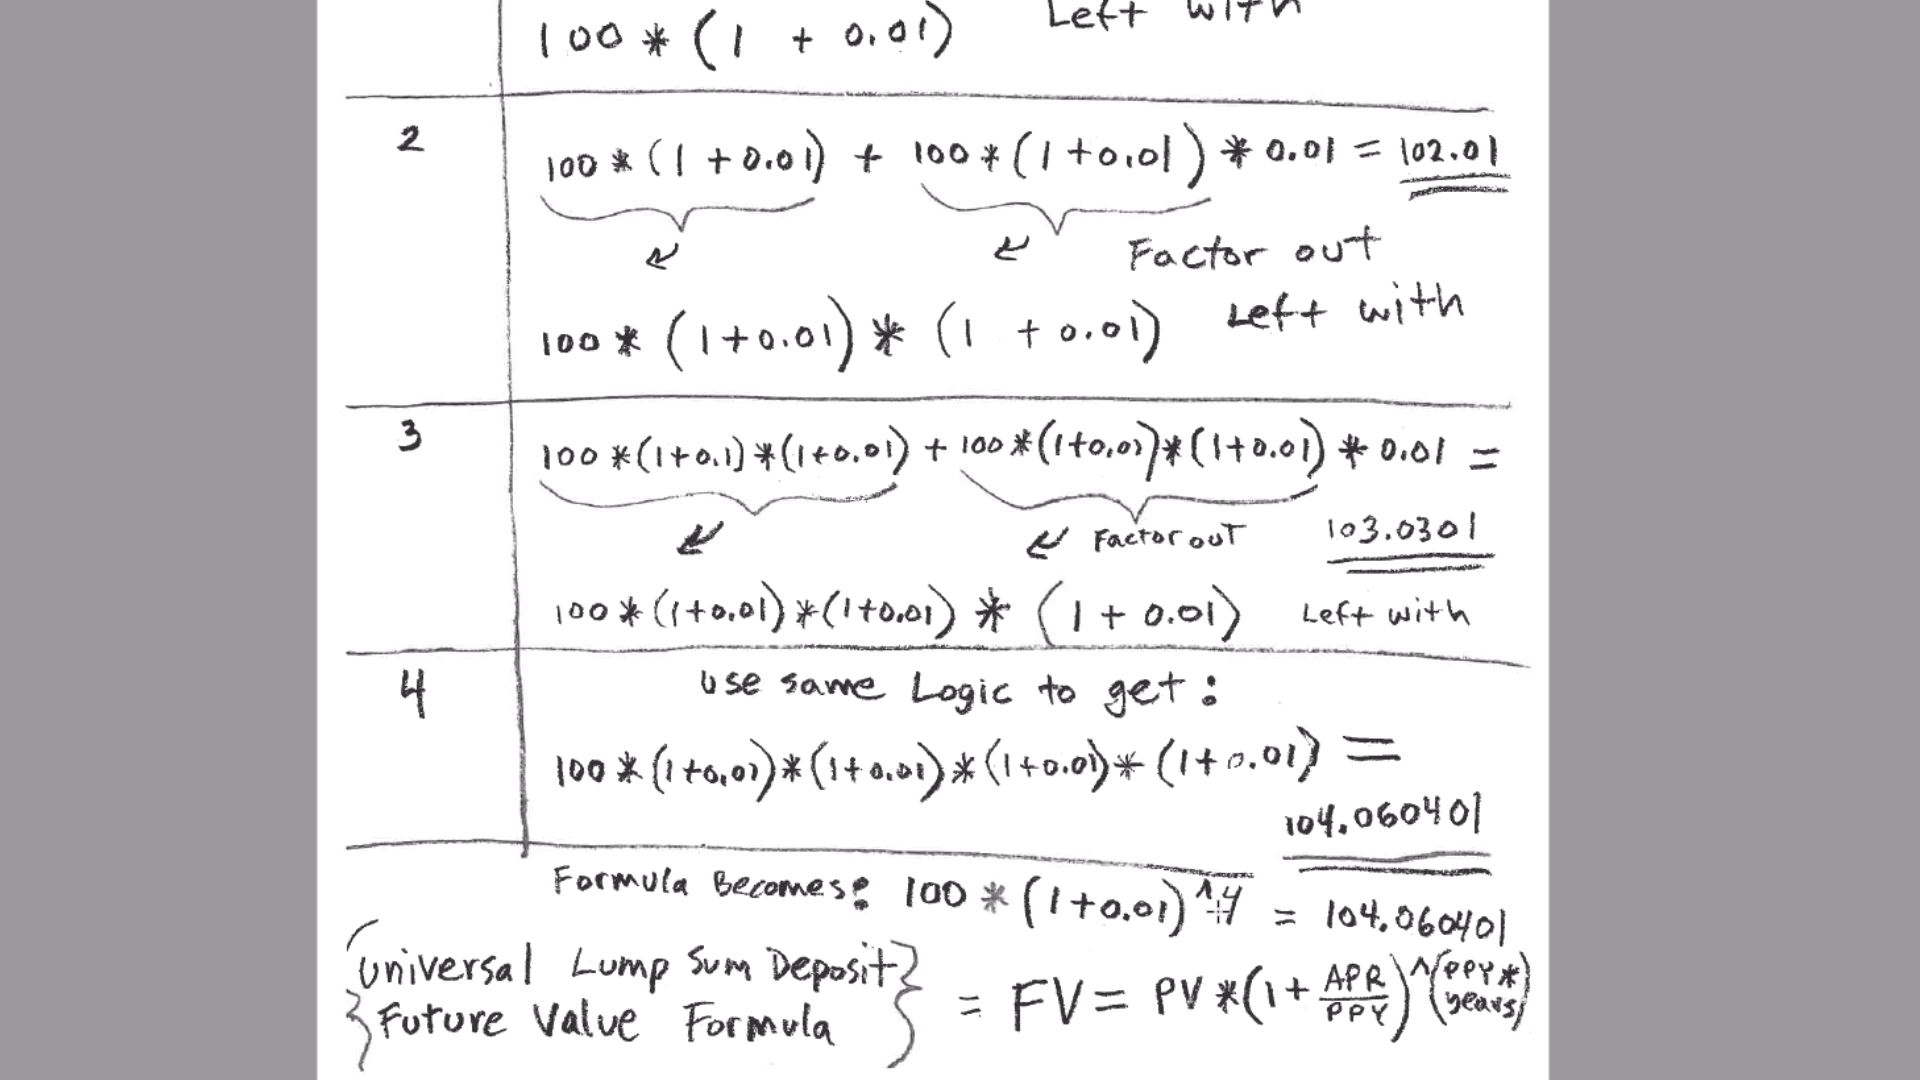 100 * (1 + 0.01) Left with
2
100 * (1 + 0.01) + 100 * (1 + 0.01) * 0.01 = 102.01
Factor out
100 * (1+0.01) * (1 + 0.01) Left with
3
100 * (1+0.1) * (1+0.01) + 100 * (1+0.01) * (1+0.01) * 0.01 =
Factor out 103.0301
100 * (1+0.01) * (1+0.01) * (1 + 0.01) Left with
4
use same Logic to get:
100 * (1+0.01) * (1+0.01) * (1+0.01) * (1+0.01) =
104.060401
Formula Becomes: 100 * (1+0.01)^4 = 104.060401
{Universal Lump Sum Deposit
Future Value Formula} = FV = PV * (1 + APR/PPY)^(PPY * years)